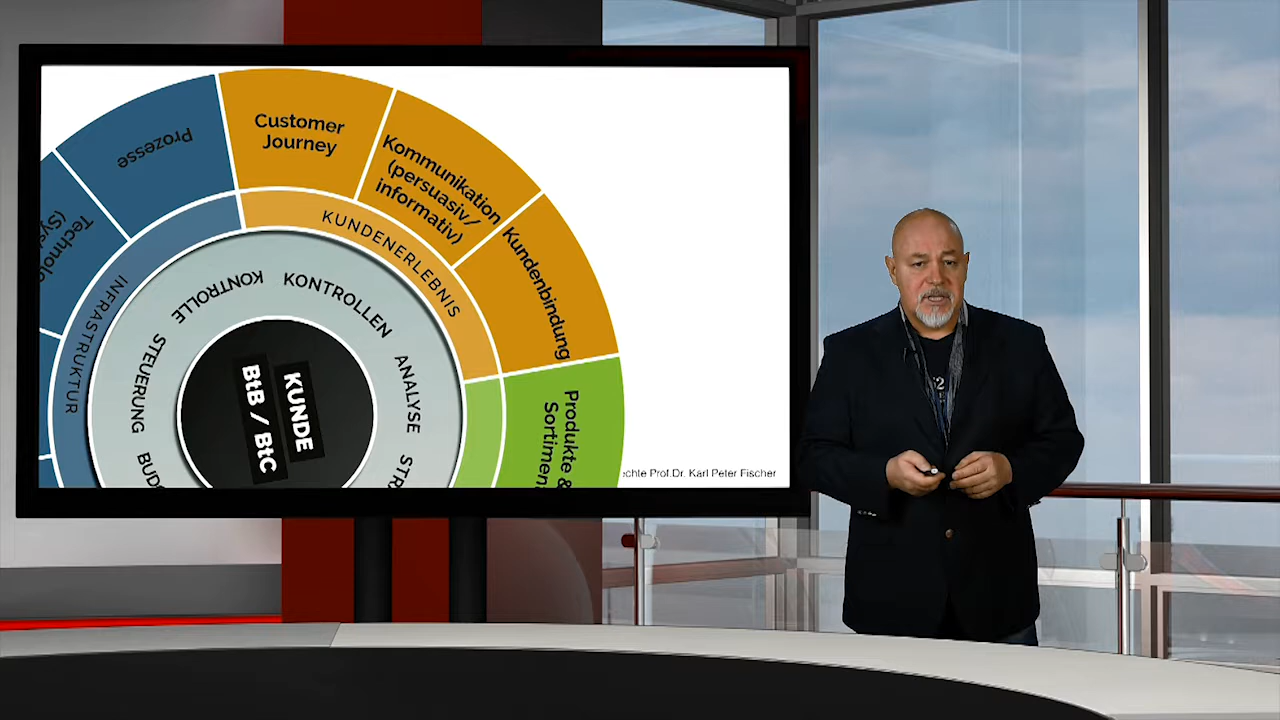 Prozesse
Customer
Journey
Kommunikation
(persuasiv/
informativ)
Kundenbindung
Produkte &
INFRASTRUKTUR
KUNDENERLEBNIS
KONTROLLE
KONTROLLEN
STEUERUNG
ANALYSE
KUNDE
BtB / BtC
Prof.Dr. Karl Peter Fischer